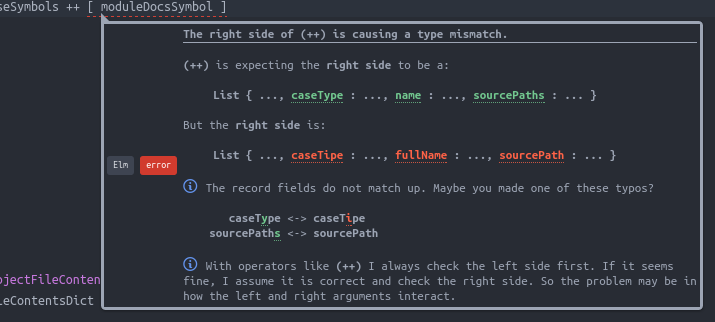 seSymbols ++ [ moduleDocsSymbol ]
The right side of (++) is causing a type mismatch.
(++) is expecting the right side to be a:
List { ..., caseType : ..., name : ..., sourcePaths : ... }
But the right side is:
List { ..., caseTipe : ..., fullName : ..., sourcePath : ... }
Elm error
The record fields do not match up. Maybe you made one of these typos?
caseType <-> caseTipe
sourcePaths <-> sourcePath
With operators like (++) I always check the left side first. If it seems
fine, I assume it is correct and check the right side. So the problem may be in
how the left and right arguments interact.
ojectFileConten
leContentsDict